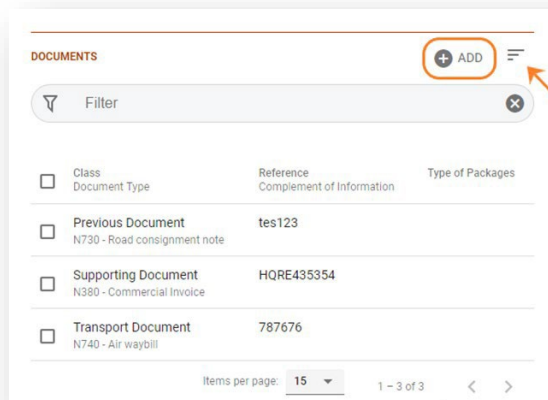 DOCUMENTS
ADD
Filter
Class Reference Type of Packages
Document Type Complement of Information
Previous Document tes123
N730 - Road consignment note
Supporting Document HQRE435354
N380 - Commercial Invoice
Transport Document 787676
N740 - Air waybill
Items per page: 15 1 – 3 of 3